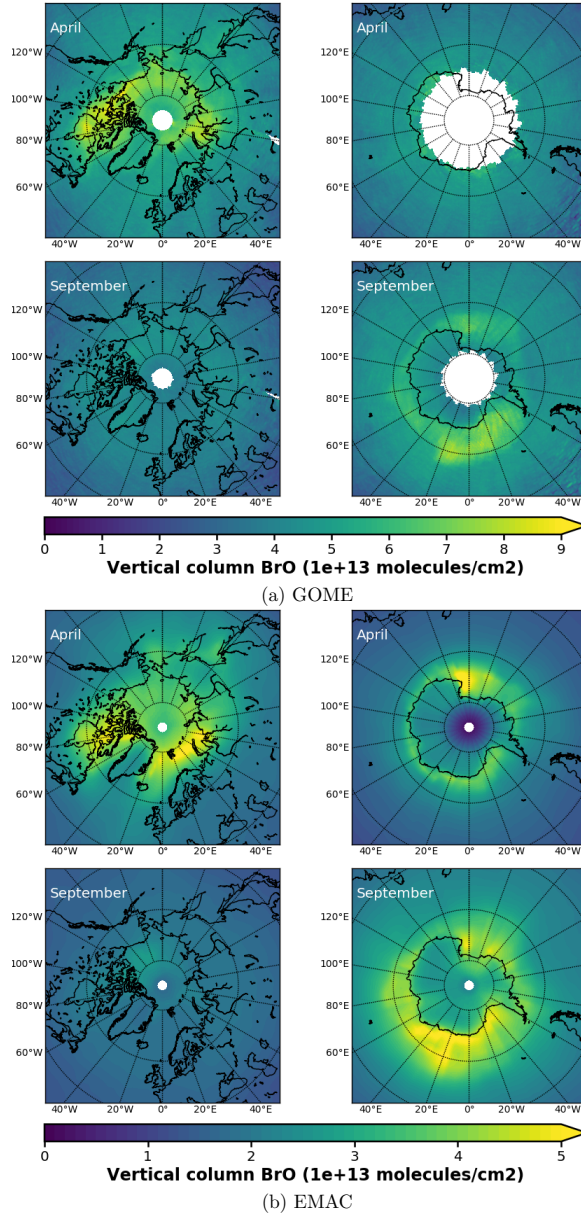 April
120°W 120°E
100°W 100°E
80°W 80°E
60°W 60°E
40°W 20°W 0°E 20°E 40°E 40°W 20°W 0°E 20°W 40°W
September September
120°W 120°E
100°W 100°E
80°W 80°E
60°W 60°E
40°W 20°W 0°E 20°E 40°E 40°W 20°W 0°E 20°W 40°W
0 1 2 3 4 5 6 7 8 9
Vertical column BrO (1e+13 molecules/cm2)
(a) GOME
April April
120°W 120°E
100°W 100°E
80°W 80°E
60°W 60°E
40°W 20°W 0°E 20°E 40°E 40°E 20°E 0°E 20°W 40°W
September September
120°W 120°E
100°W 100°E
80°W 80°E
60°W 60°E
40°W 20°W 0°E 20°E 40°E 40°E 20°E 0°E 20°W 40°W
0 1 2 3 4 5
Vertical column BrO (1e+13 molecules/cm2)
(b) EMAC